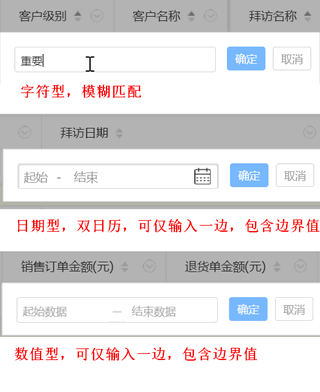 客户级别 客户名称 拜访名称
重要 确定 取消
字符型，模糊匹配
拜访日期
起始 - 结束 确定 取消
日期型，双日历，可仅输入一边，包含边界值
销售订单金额(元) 退货单金额(元)
起始数据 — 结束数据 确定 取消
数值型，可仅输入一边，包含边界值